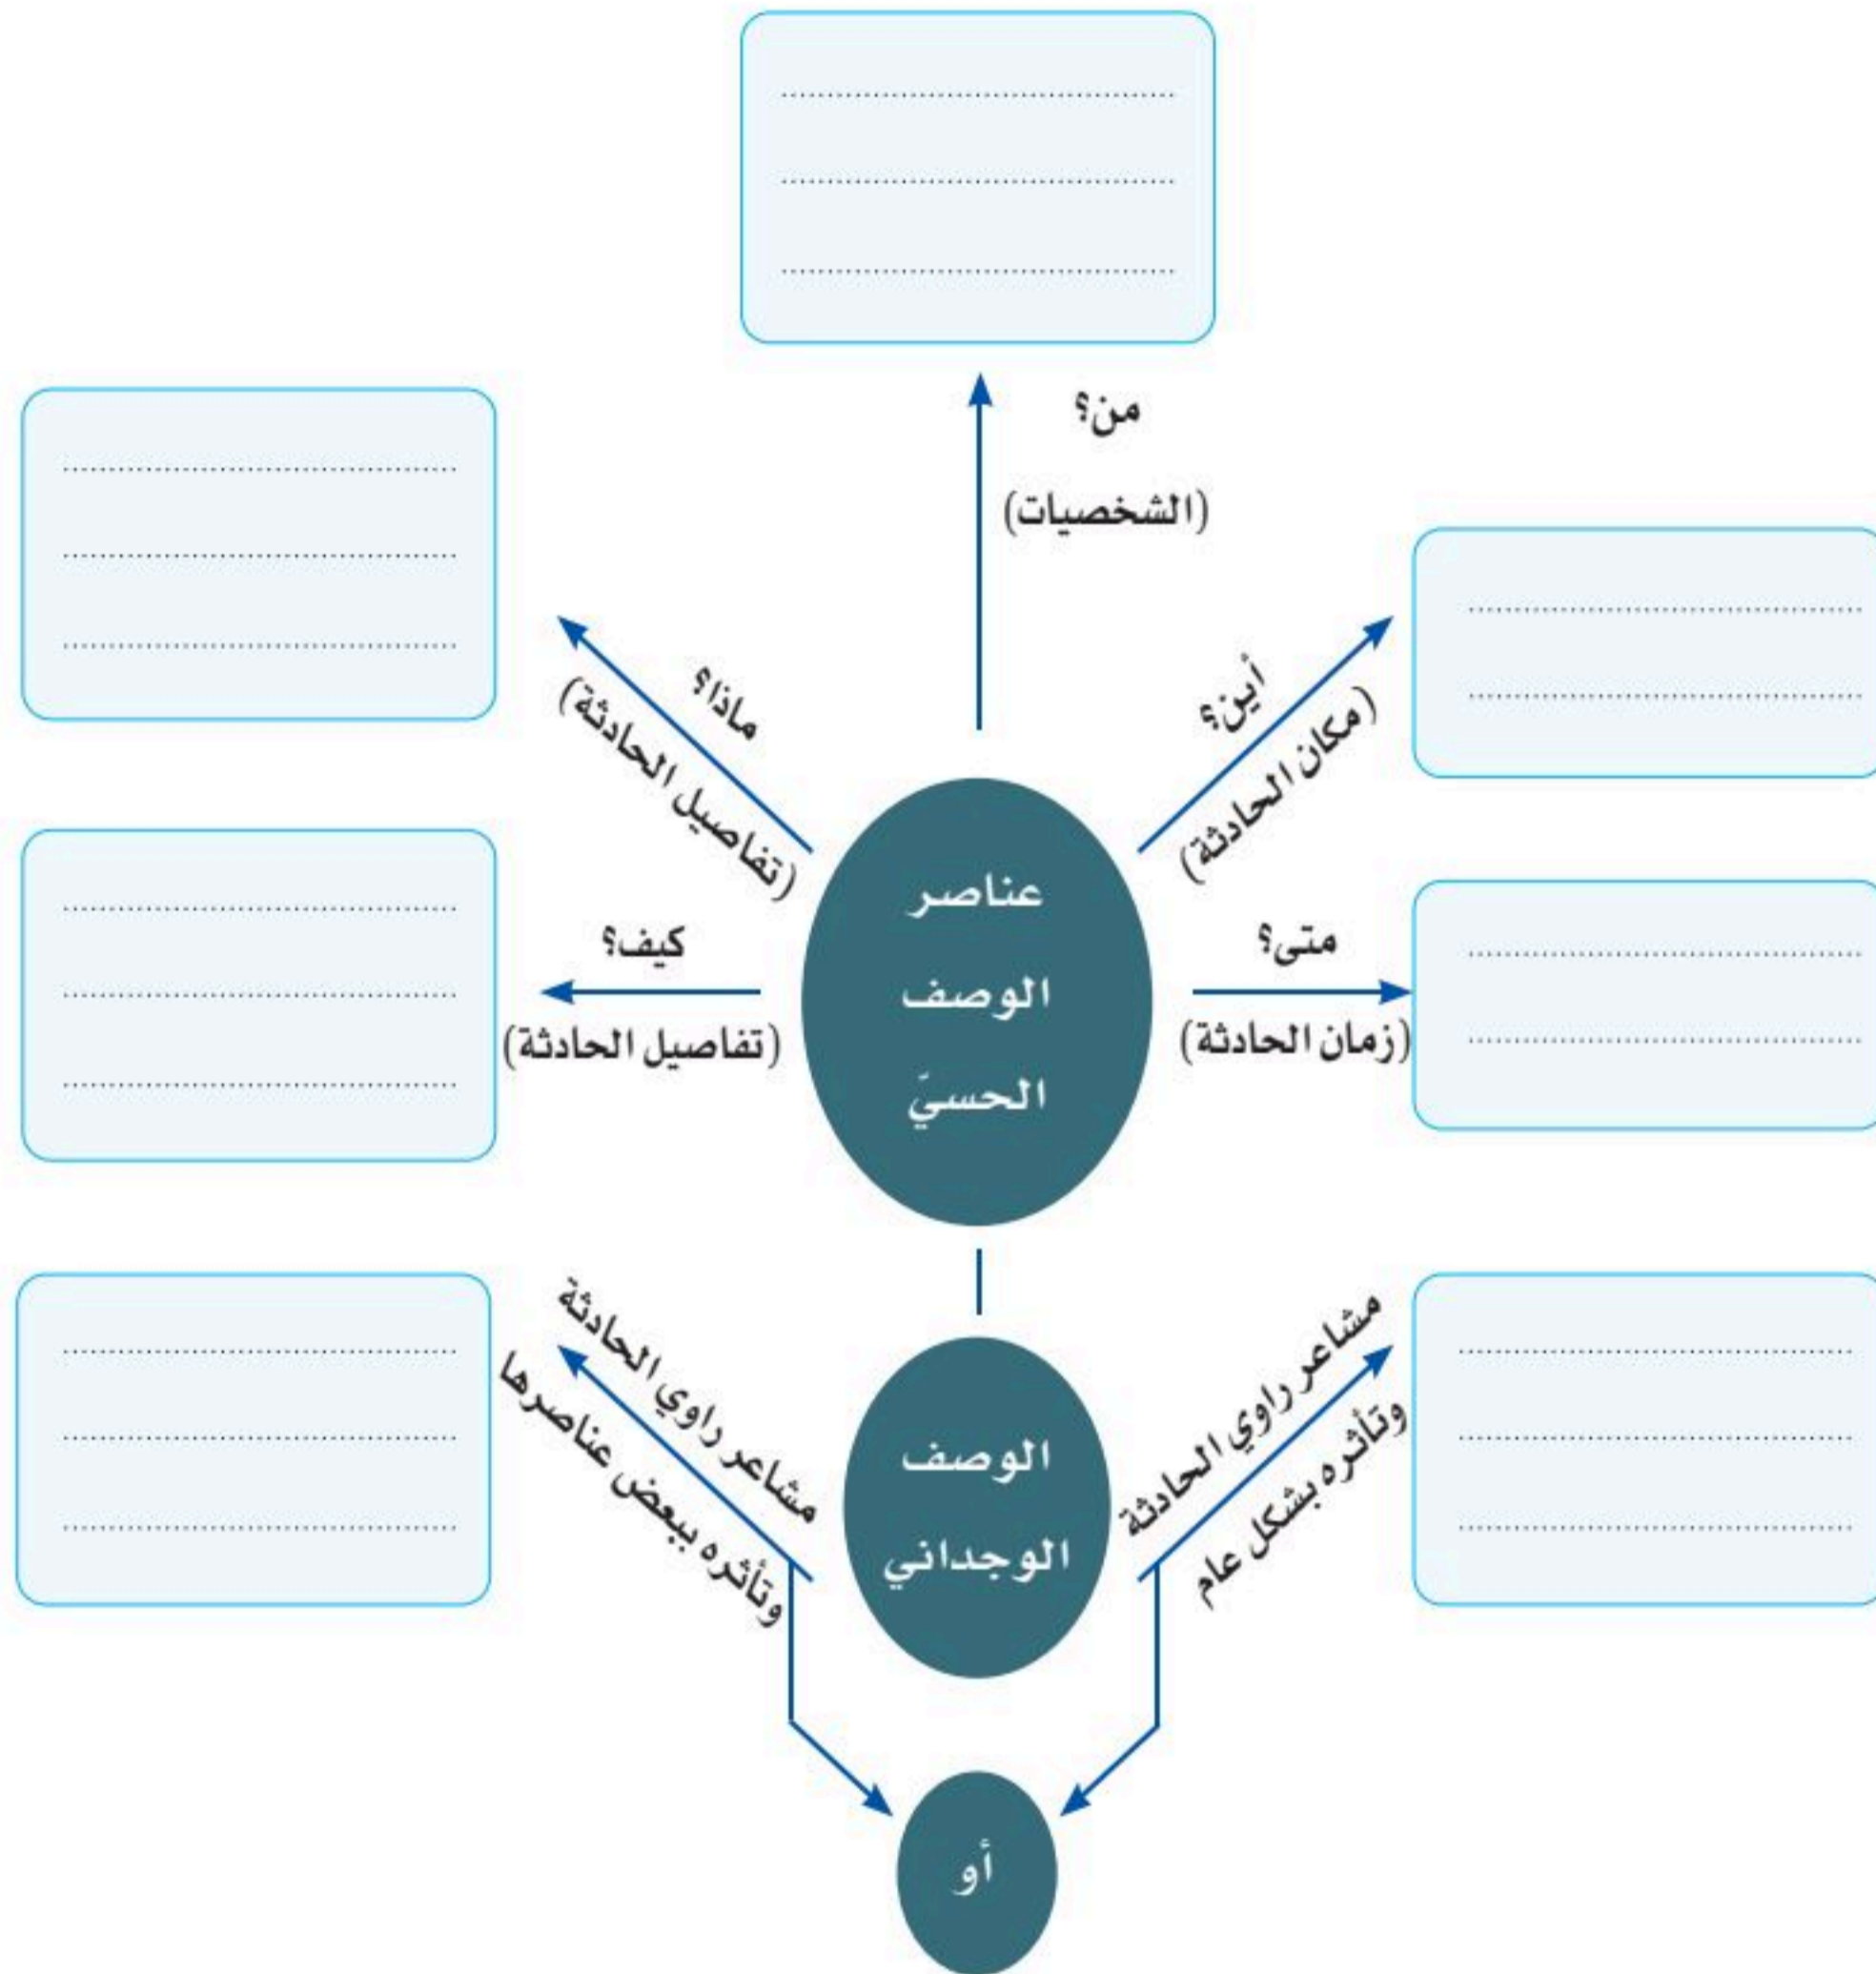 من؟
(الشخصيات)
أين؟
(مكان الحادثة)
ماذا؟
(تفاصيل الحادثة)
عناصر
الوصف
الحسيَّ
متى؟
(زمان الحادثة)
كيف؟
(تفاصيل الحادثة)
مشاعر راوي الحادثة
وتأثره بشكل عام
الوصف
الوجداني
مشاعر راوي الحادثة
وتأثره ببعض عناصرها
أو